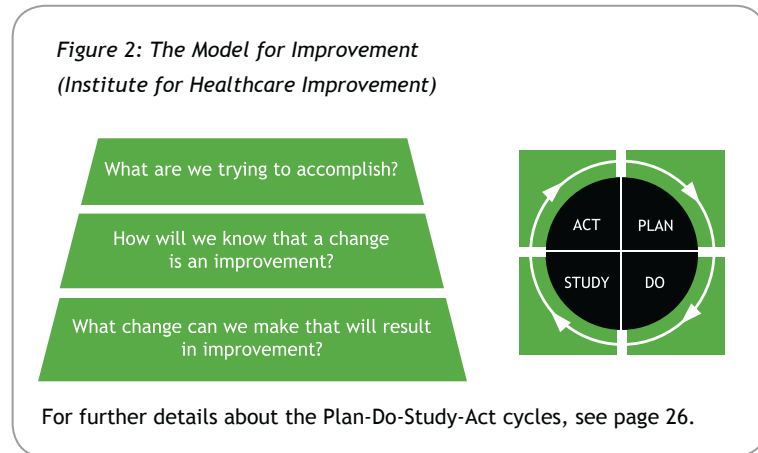 Figure 2: The Model for Improvement
(Institute for Healthcare Improvement)
What are we trying to accomplish?
How will we know that a change
is an improvement?
What change can we make that will result
in improvement?
ACT
PLAN
STUDY
DO
For further details about the Plan-Do-Study-Act cycles, see page 26.